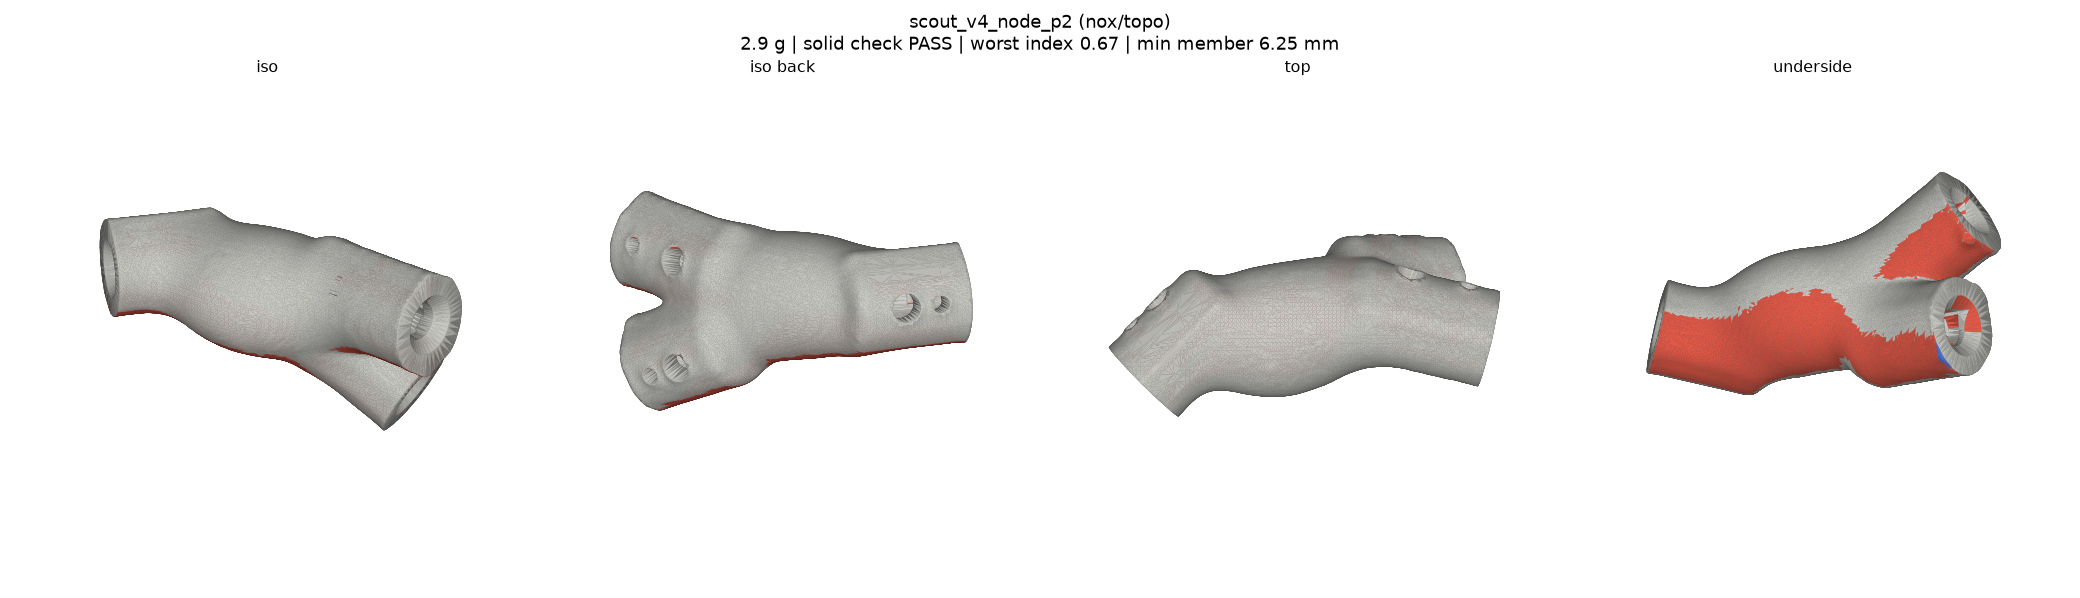 scout_v4_node_p2 (nox/topo)
2.9 g | solid check PASS | worst index 0.67 | min member 6.25 mm
iso
iso back
top
underside